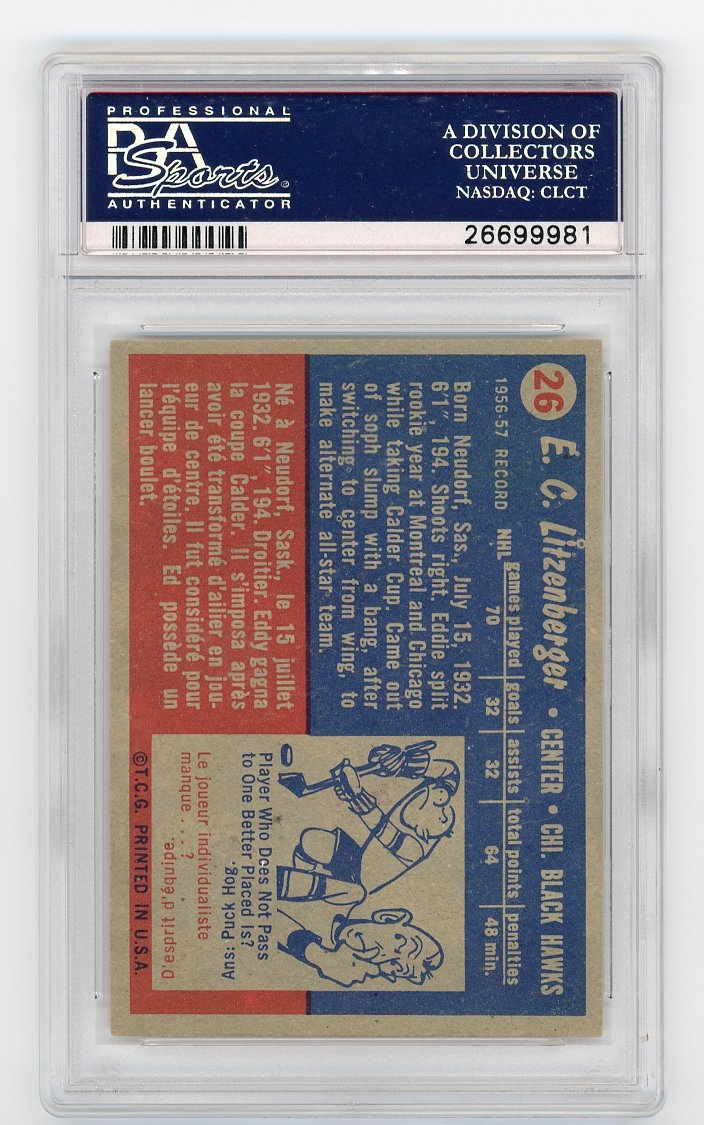 PROFESSIONAL
PSA
Sports
AUTHENTICATOR
A DIVISION OF
COLLECTORS
UNIVERSE
NASDAQ: CLCT
26699981
26 E. C. Litzenberger • CENTER • CHI. BLACK HAWKS
1956-57 RECORD
games played goals assists total points penalties
NHL 70 32 32 64 48 min.
Born Neudorf, Sas., July 15, 1932.
6'1", 194. Shoots right. Eddie split
rookie year at Montreal and Chicago
while taking Calder Cup. Came out
of soph slump with a bang, after
switching to center from wing, to
make alternate all-star team.
Né à Neudorf, Sask., le 15 juillet
1932. 6'1", 194. Droitier. Eddy gagna
la coupe Calder. Il s'imposa après
avoir été transformé d'ailier en jou-
eur de centre. Il fut considéré pour
l'équipe d'étoiles. Ed possède un
lancer boulet.
Player Who Does Not Pass
to One Better Placed Is?
Ans: Puck Hog.
Le joueur individualiste
manque . . . ?
D'esprit d'équipe.
©T.C.G. PRINTED IN U.S.A.